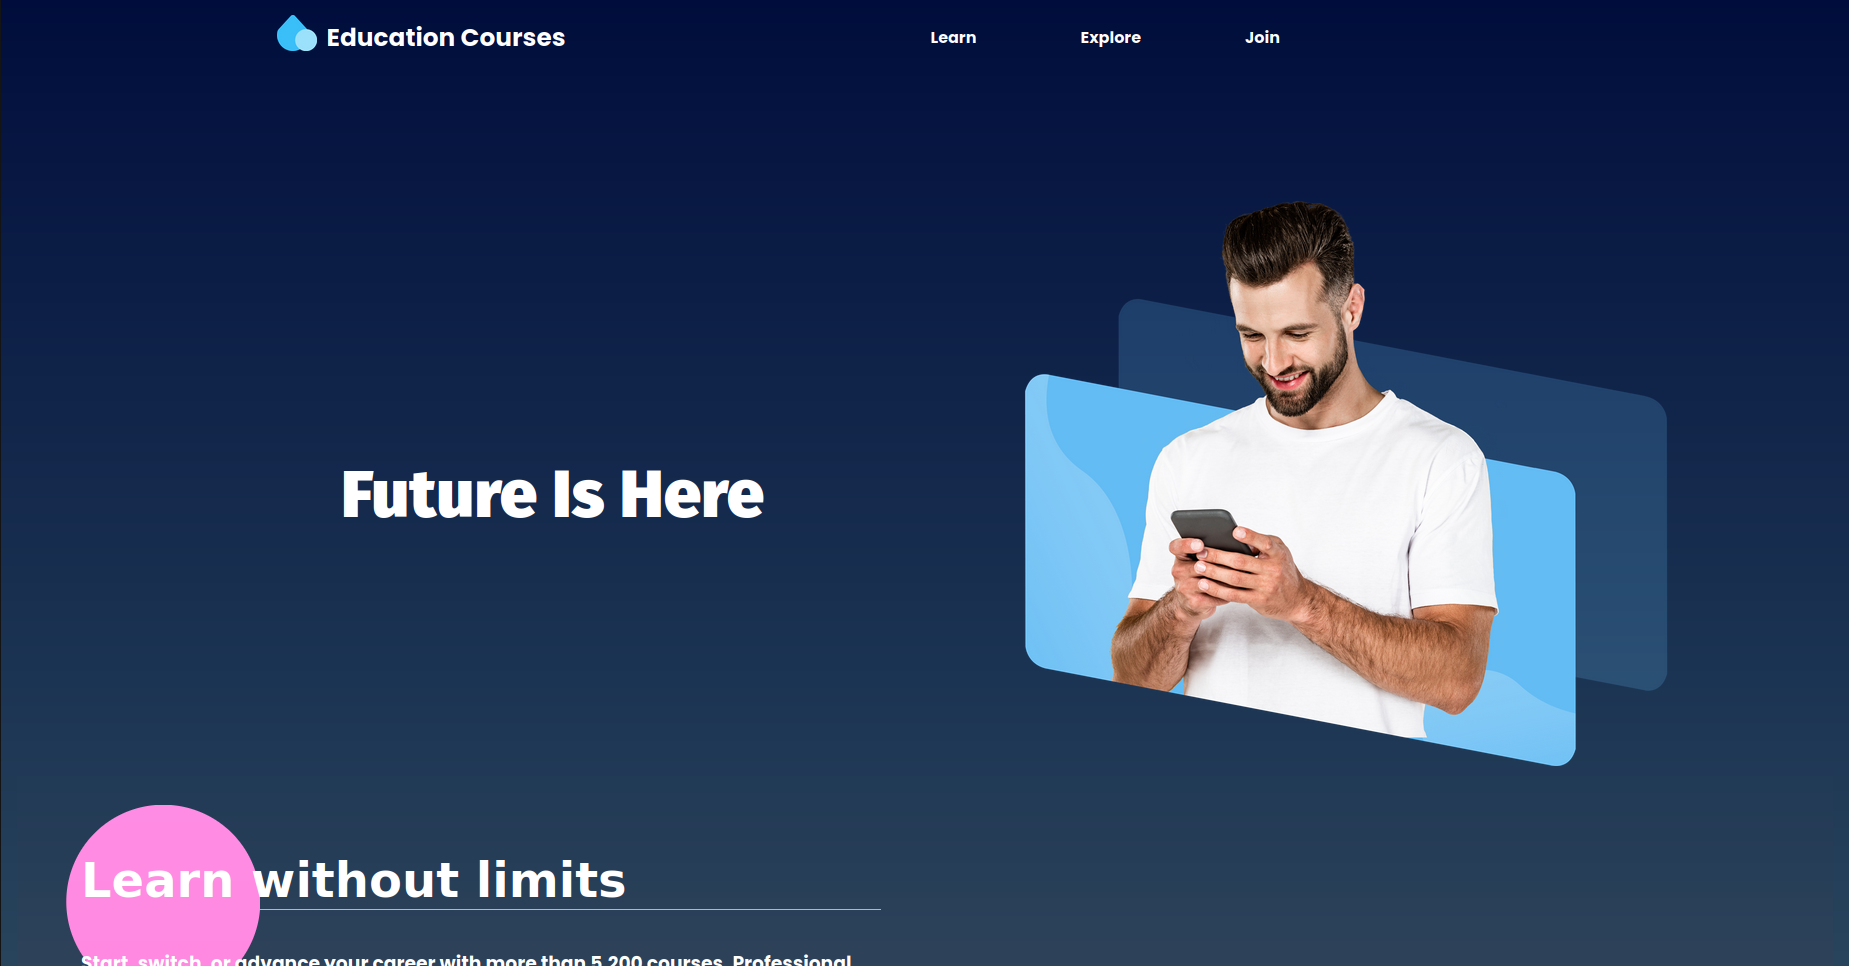 Education Courses
Learn
Explore
Join
Future Is Here
Learn without limits
Start, switch, or advance your career with more than 5,200 courses, Professional